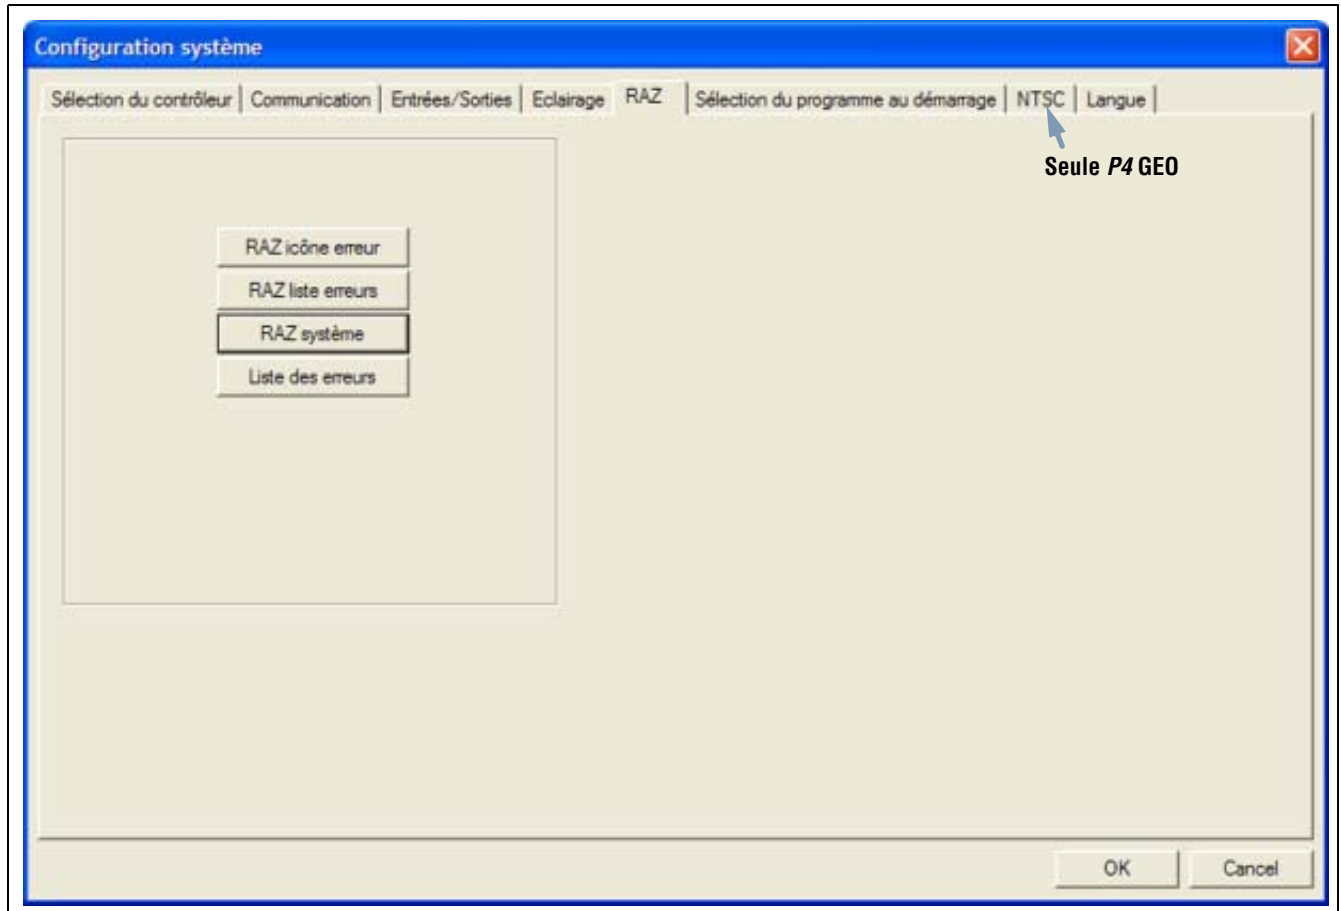 Configuration système
Sélection du contrôleur Communication Entrées/Sorties Eclairage RAZ Sélection du programme au démarrage NTSC Langue
Seule P4 GEO
RAZ icône erreur
RAZ liste erreurs
RAZ système
Liste des erreurs
OK Cancel